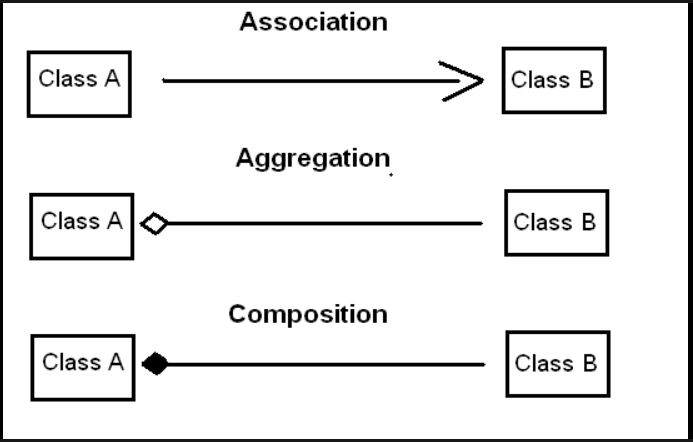 Association
Class A
Class B
Aggregation
Class A
Class B
Composition
Class A
Class B